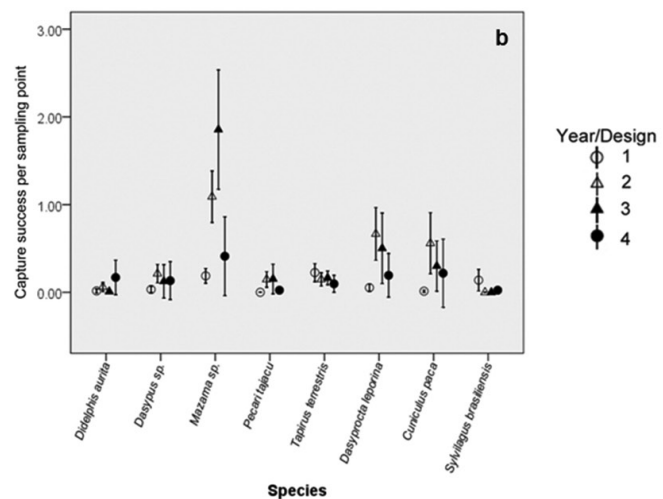 b
3.00
2.00
1.00
0.00
Capture success per sampling point
Didelphis aurita
Dasypus sp.
Mazama sp.
Pecari tajacu
Tapirus terrestris
Dasyprocta leporina
Cuniculus paca
Sylvilagus brasiliensis
Species
Year/Design
1
2
3
4